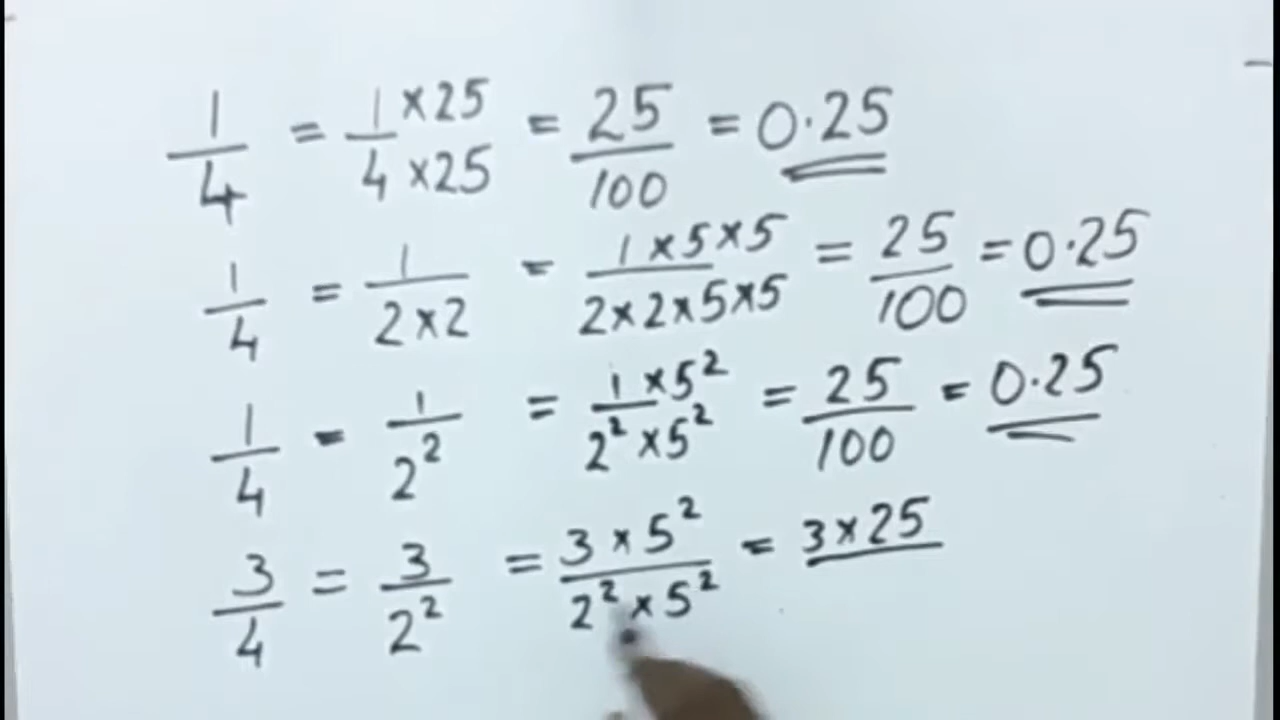 1/4 = 1×25/4×25 = 25/100 = 0.25
1/4 = 1/2×2 = 1×5×5/2×2×5×5 = 25/100 = 0.25
1/4 = 1/2² = 1×5²/2²×5² = 25/100 = 0.25
3/4 = 3/2² = 3×5²/2²×5² = 3×25